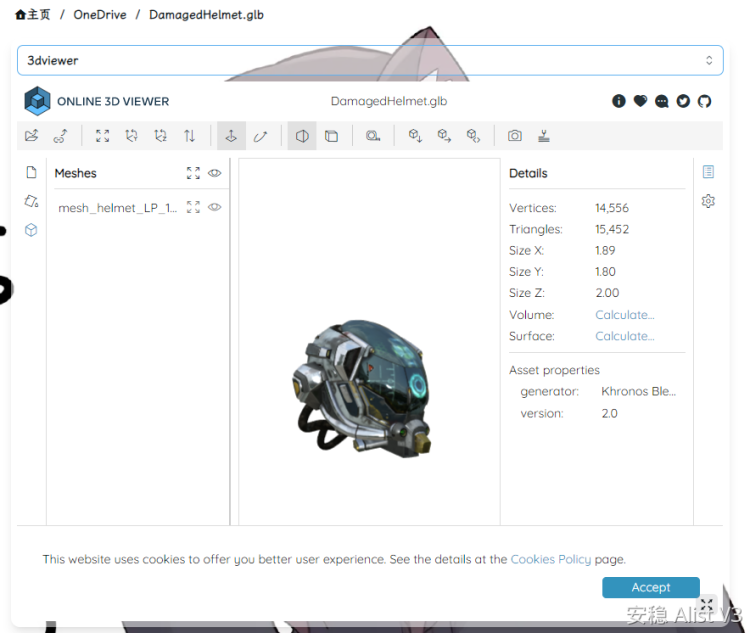 主页 / OneDrive / DamagedHelmet.glb
3dviewer
ONLINE 3D VIEWER DamagedHelmet.glb
Meshes
mesh_helmet_LP_1...
Details
Vertices: 14,556
Triangles: 15,452
Size X: 1.89
Size Y: 1.80
Size Z: 2.00
Volume: Calculate...
Surface: Calculate...
Asset properties
generator: Khronos Ble...
version: 2.0
This website uses cookies to offer you better user experience. See the details at the Cookies Policy page.
Accept
安稳 Alist V3